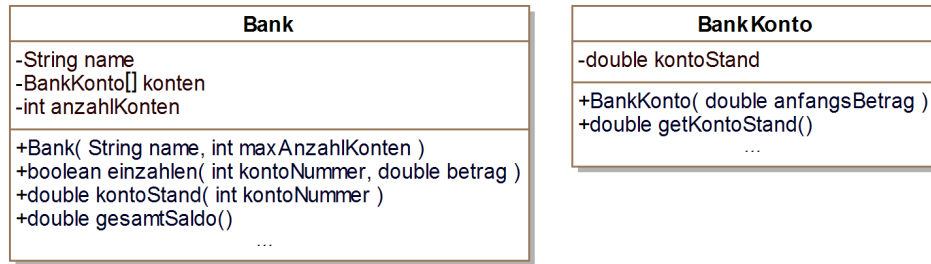 Bank
-String name
-BankKonto[] konten
-int anzahlKonten
+Bank( String name, int maxAnzahlKonten )
+boolean einzahlen( int kontoNummer, double betrag )
+double kontoStand( int kontoNummer )
+double gesamtSaldo()
...
BankKonto
-double kontoStand
+BankKonto( double anfangsBetrag )
+double getKontoStand()
...